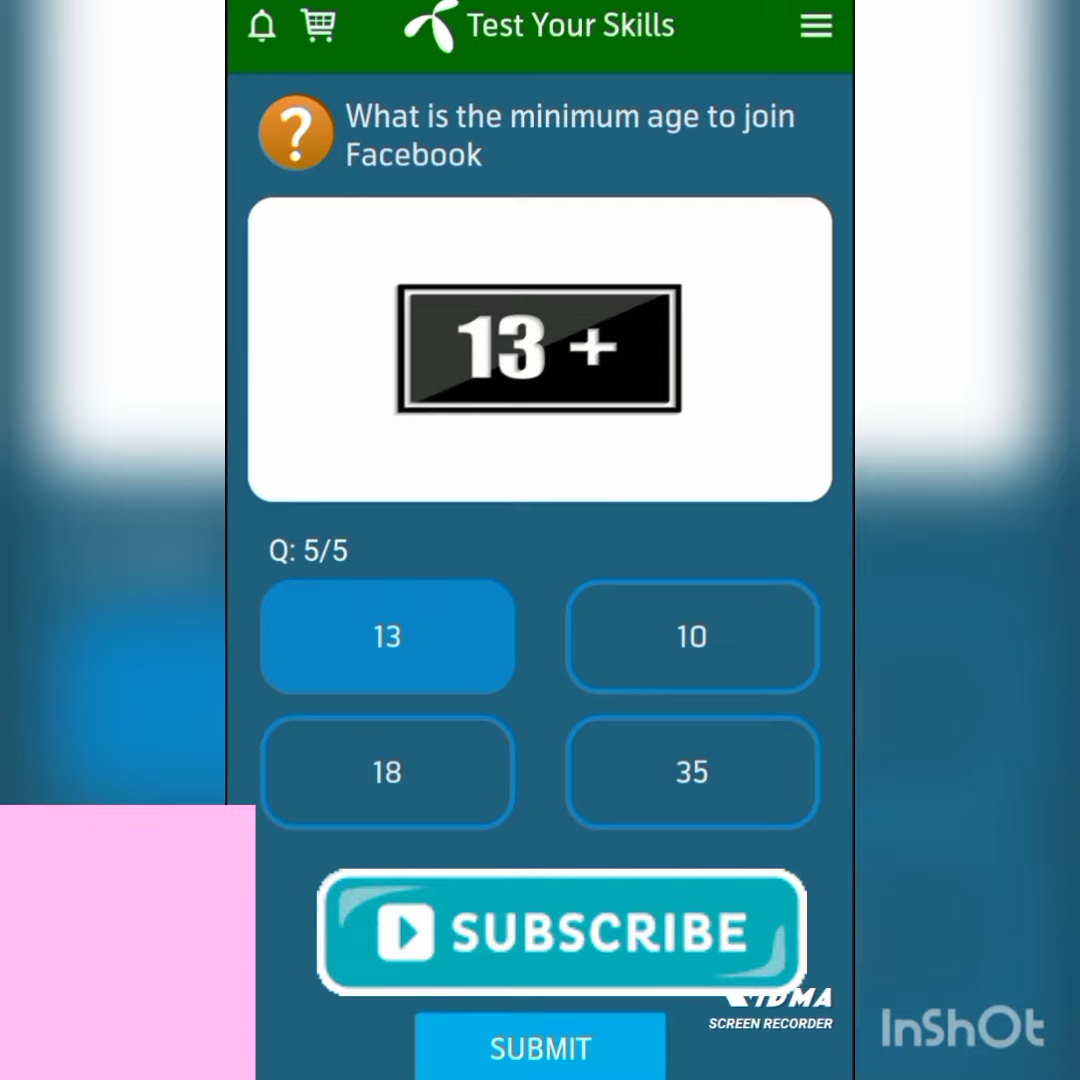 Test Your Skills
?
What is the minimum age to join
Facebook
13 +
Q: 5/5
13
10
18
35
SUBSCRIBE
SCREEN RECORDER
SUBMIT
InShOt